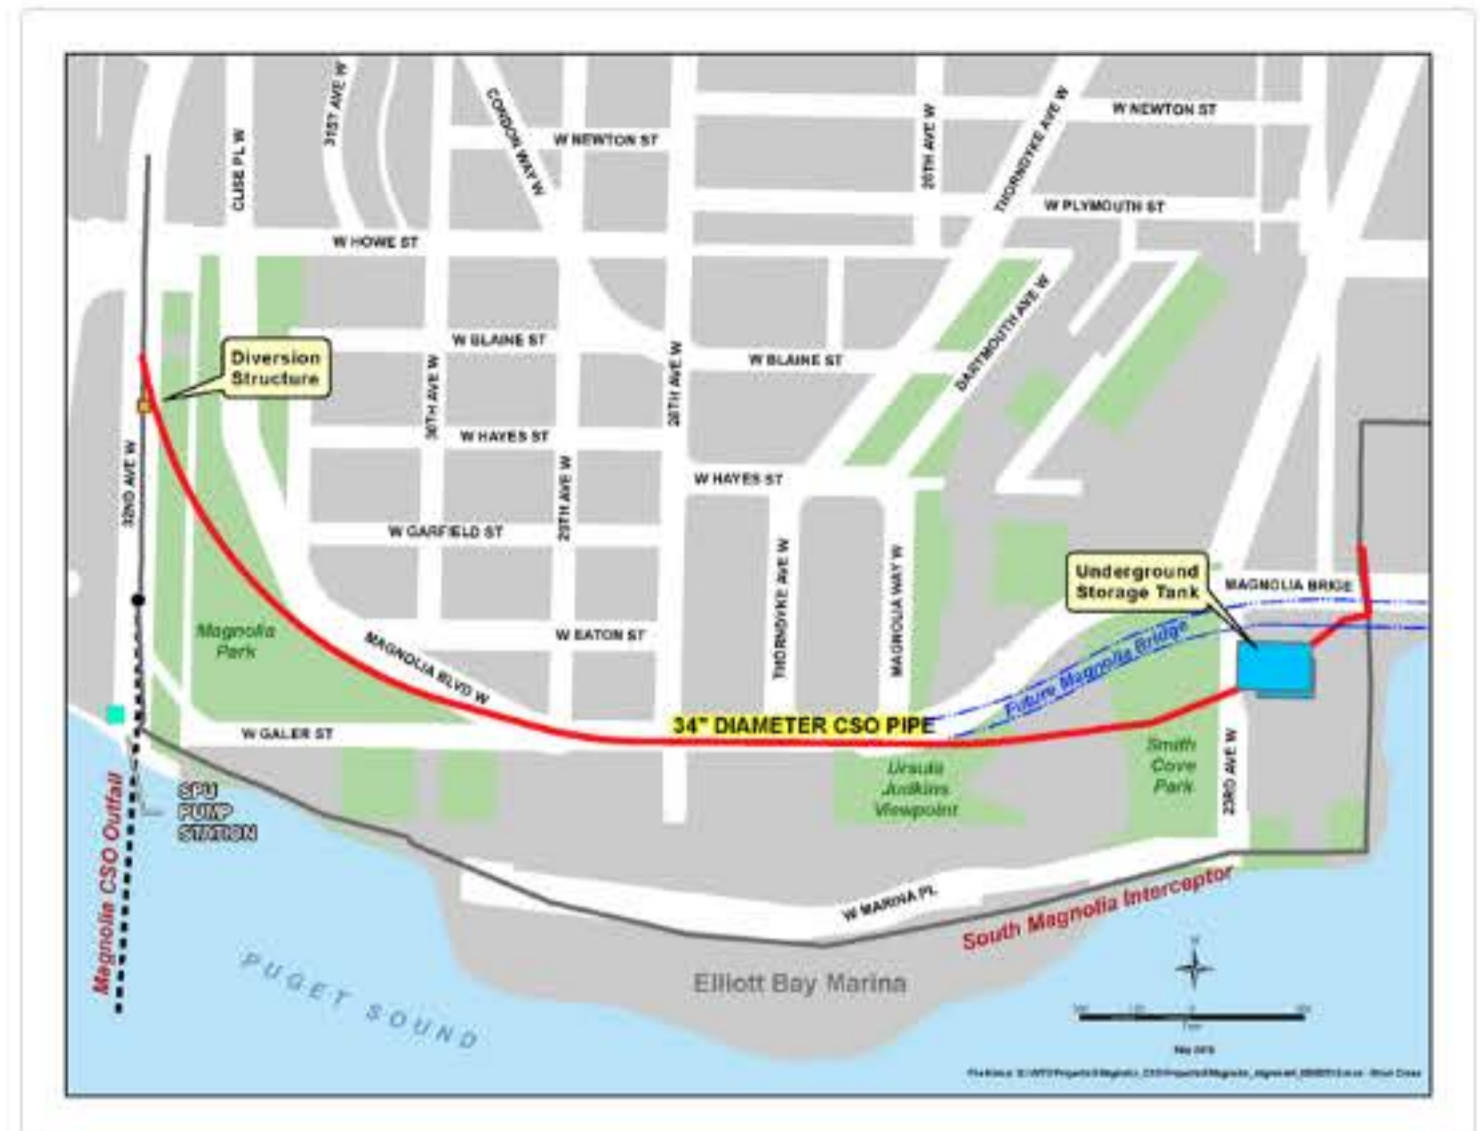 31ST AVE W
CLISE PL W
CONDON WAY W
W NEWTON ST
20TH AVE W
THORNDYKE AVE W
W NEWTON ST
W PLYMOUTH ST
W HOWE ST
Diversion
Structure
W BLAINE ST
W BLAINE ST
DARTMOUTH AVE W
30TH AVE W
28TH AVE W
W HAYES ST
32ND AVE W
29TH AVE W
W HAYES ST
W GARFIELD ST
THORNDYKE AVE W
MAGNOLIA WAY W
Underground
Storage Tank
MAGNOLIA BRIGE
Magnolia
Park
MAGNOLIA BLVD W
W EATON ST
Future Magnolia Bridge
34" DIAMETER CSO PIPE
W GALER ST
Ursula
Judkins
Viewpoint
Smith
Cove
Park
23RD AVE W
Magnolia CSO Outfall
SPU
PUMP
STATION
W MARINA PL
South Magnolia Interceptor
PUGET SOUND
Elliott Bay Marina
N